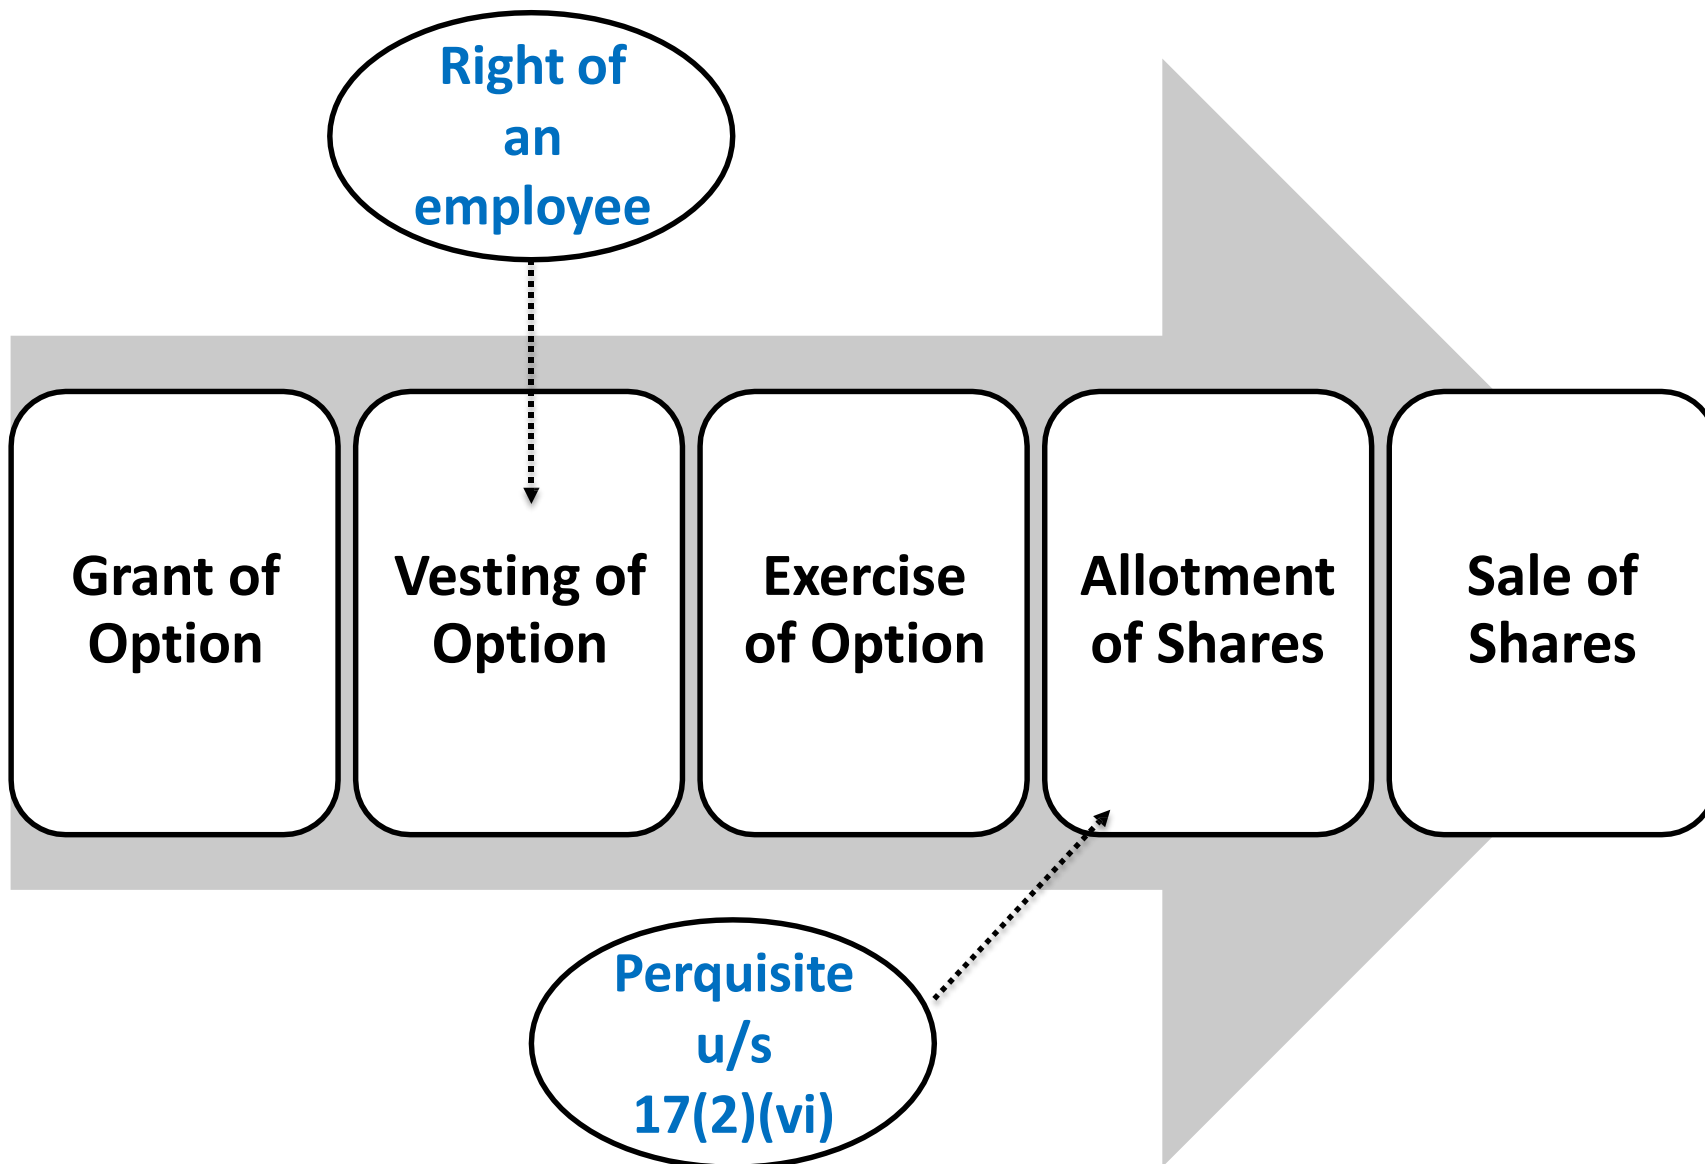 Right of
an
employee
Grant of
Option
Vesting of
Option
Exercise
of Option
Allotment
of Shares
Sale of
Shares
Perquisite
u/s
17(2)(vi)